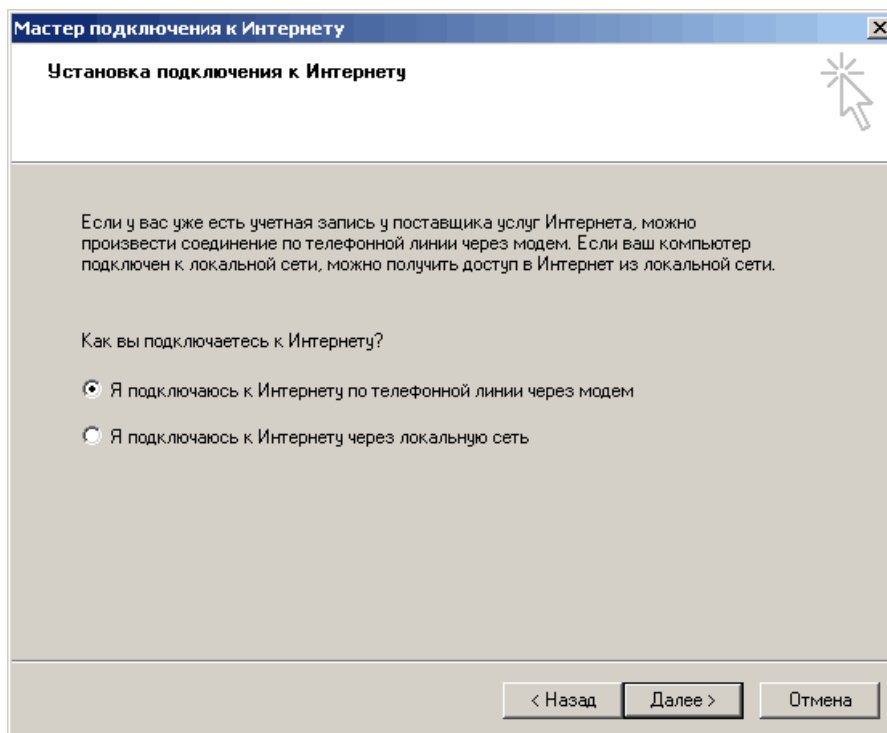 Мастер подключения к Интернету
Установка подключения к Интернету
Если у вас уже есть учетная запись у поставщика услуг Интернета, можно
произвести соединение по телефонной линии через модем. Если ваш компьютер
подключен к локальной сети, можно получить доступ в Интернет из локальной сети.
Как вы подключаетесь к Интернету?
Я подключаюсь к Интернету по телефонной линии через модем
Я подключаюсь к Интернету через локальную сеть
< Назад Далее > Отмена